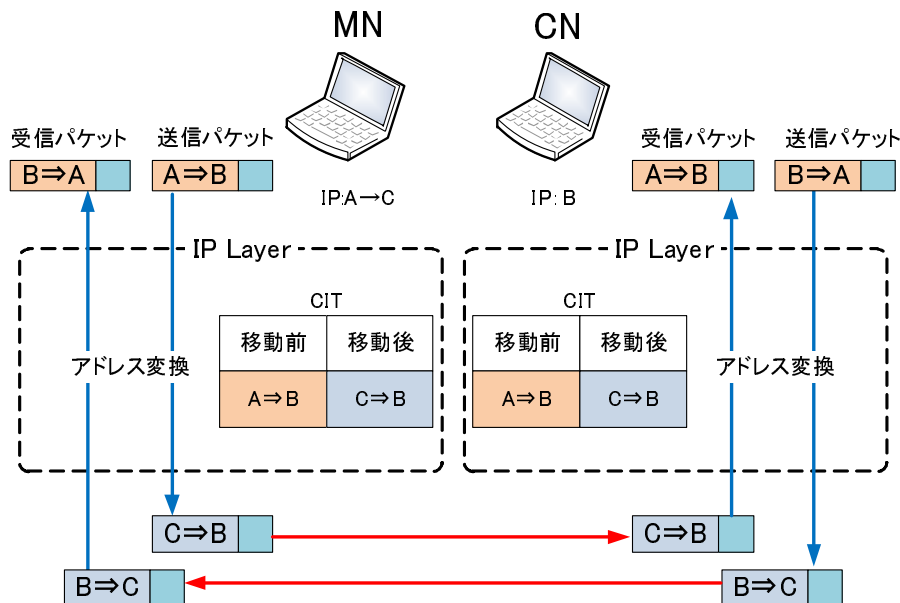 MN
CN
受信パケット
送信パケット
受信パケット
送信パケット
B⇒A
A⇒B
A⇒B
B⇒A
IP:A→C
IP: B
IP Layer
IP Layer
CIT
CIT
移動前
移動後
移動前
移動後
アドレス変換
アドレス変換
A⇒B
C⇒B
A⇒B
C⇒B
C⇒B
C⇒B
B⇒C
B⇒C